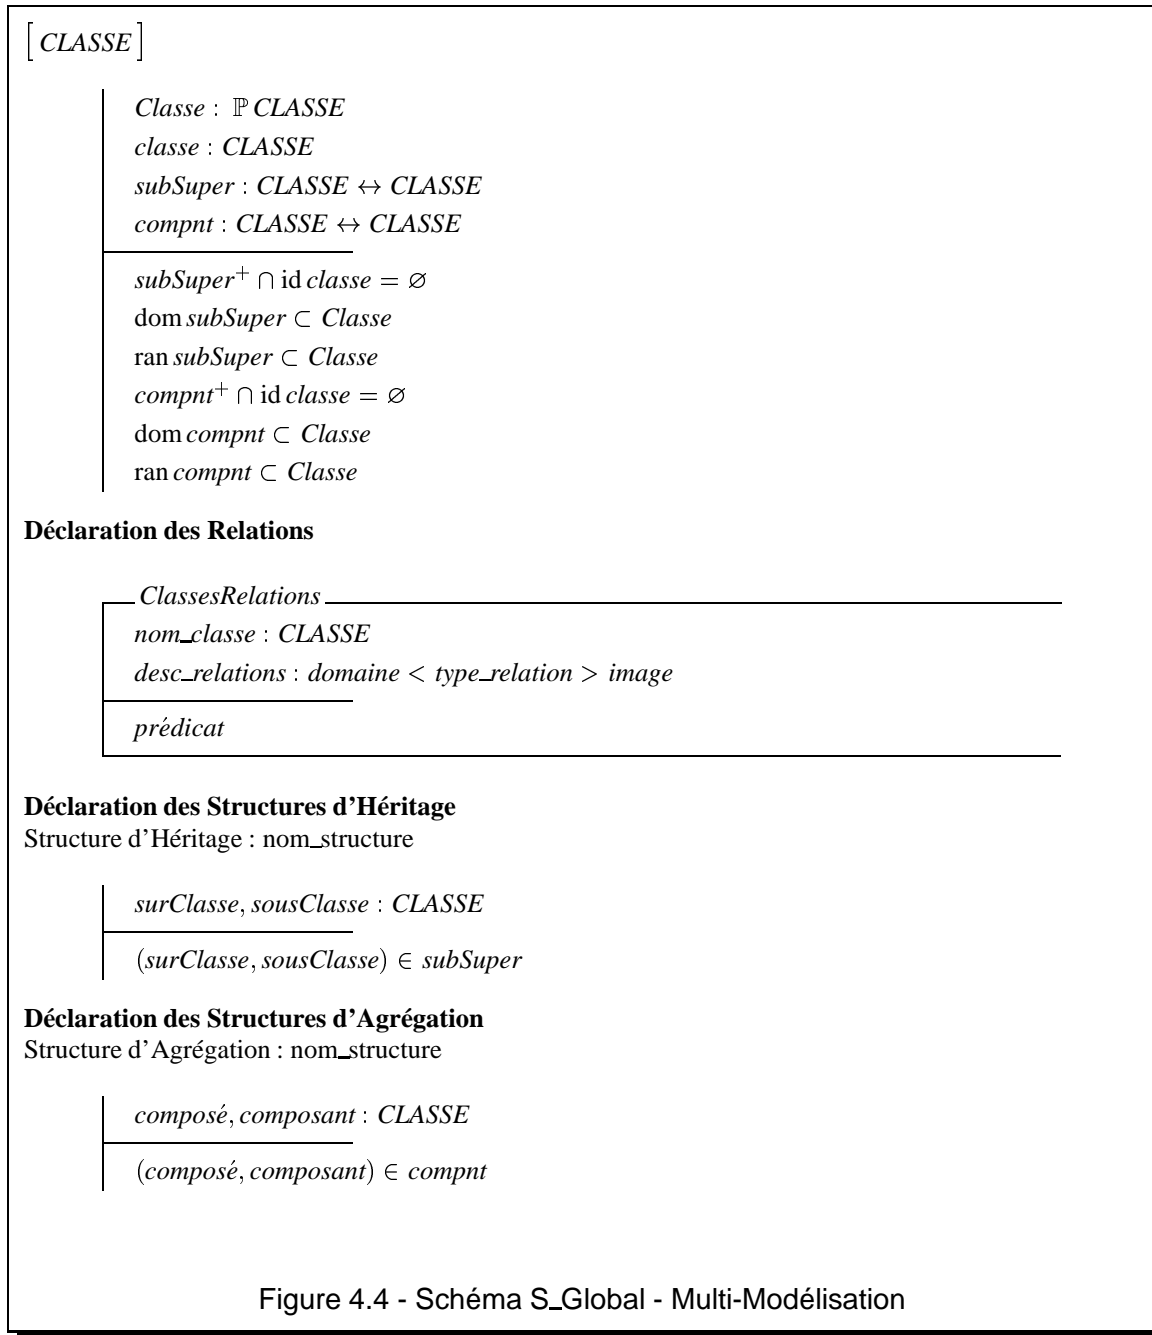 [ CLASSE ]
Classe : ℙ CLASSE
classe : CLASSE
subSuper : CLASSE ↔ CLASSE
compnt : CLASSE ↔ CLASSE
subSuper⁺ ∩ id classe = ∅
dom subSuper ⊂ Classe
ran subSuper ⊂ Classe
compnt⁺ ∩ id classe = ∅
dom compnt ⊂ Classe
ran compnt ⊂ Classe
Déclaration des Relations
ClassesRelations
nom_classe : CLASSE
desc_relations : domaine < type_relation > image
prédicat
Déclaration des Structures d'Héritage
Structure d'Héritage : nom_structure
surClasse, sousClasse : CLASSE
(surClasse, sousClasse) ∈ subSuper
Déclaration des Structures d'Agrégation
Structure d'Agrégation : nom_structure
composé, composant : CLASSE
(composé, composant) ∈ compnt
Figure 4.4 - Schéma S_Global - Multi-Modélisation